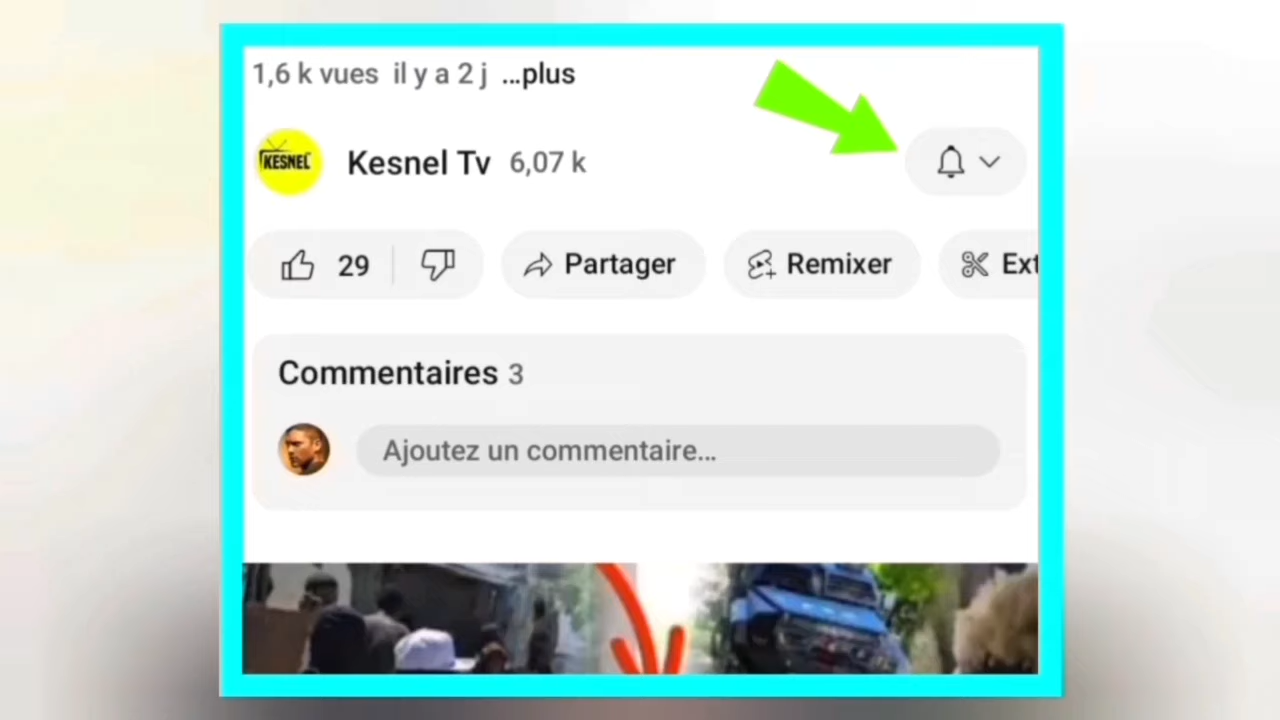 1,6 k vues il y a 2 j ...plus
KESNEL
Kesnel Tv 6,07 k
29 Partager Remixer Ext
Commentaires 3
Ajoutez un commentaire...